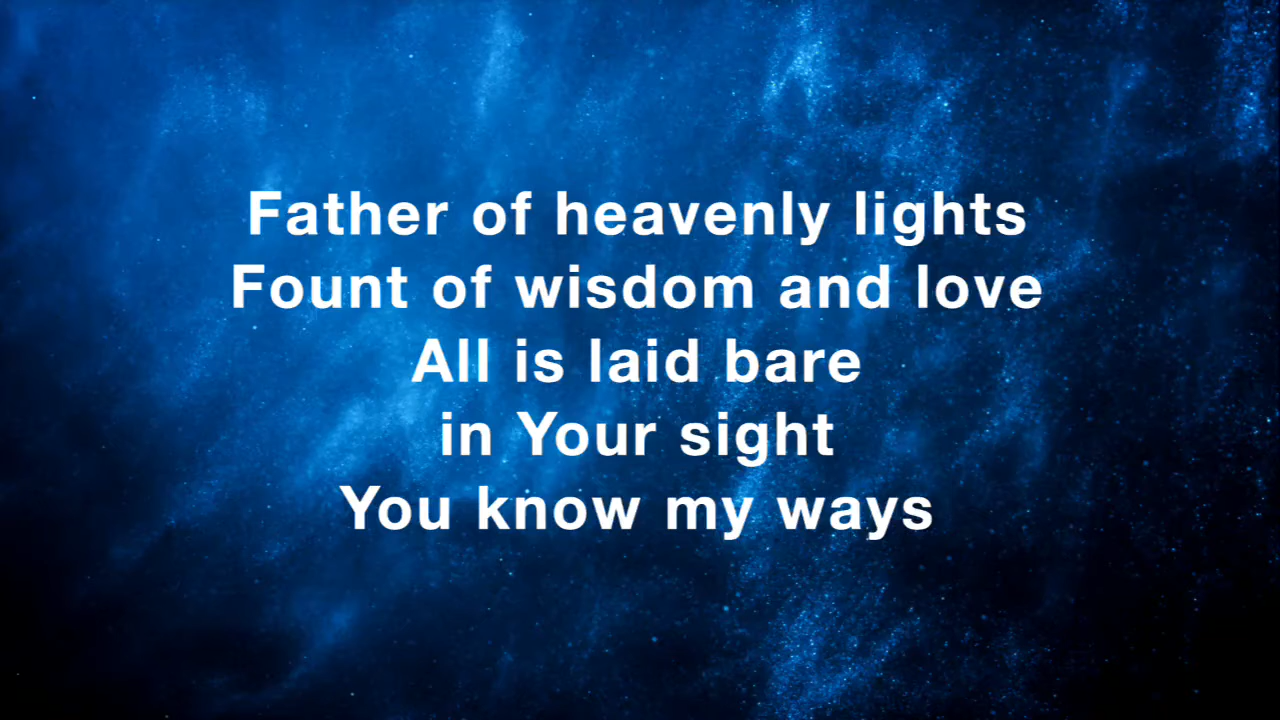 Father of heavenly lights
Fount of wisdom and love
All is laid bare
in Your sight
You know my ways